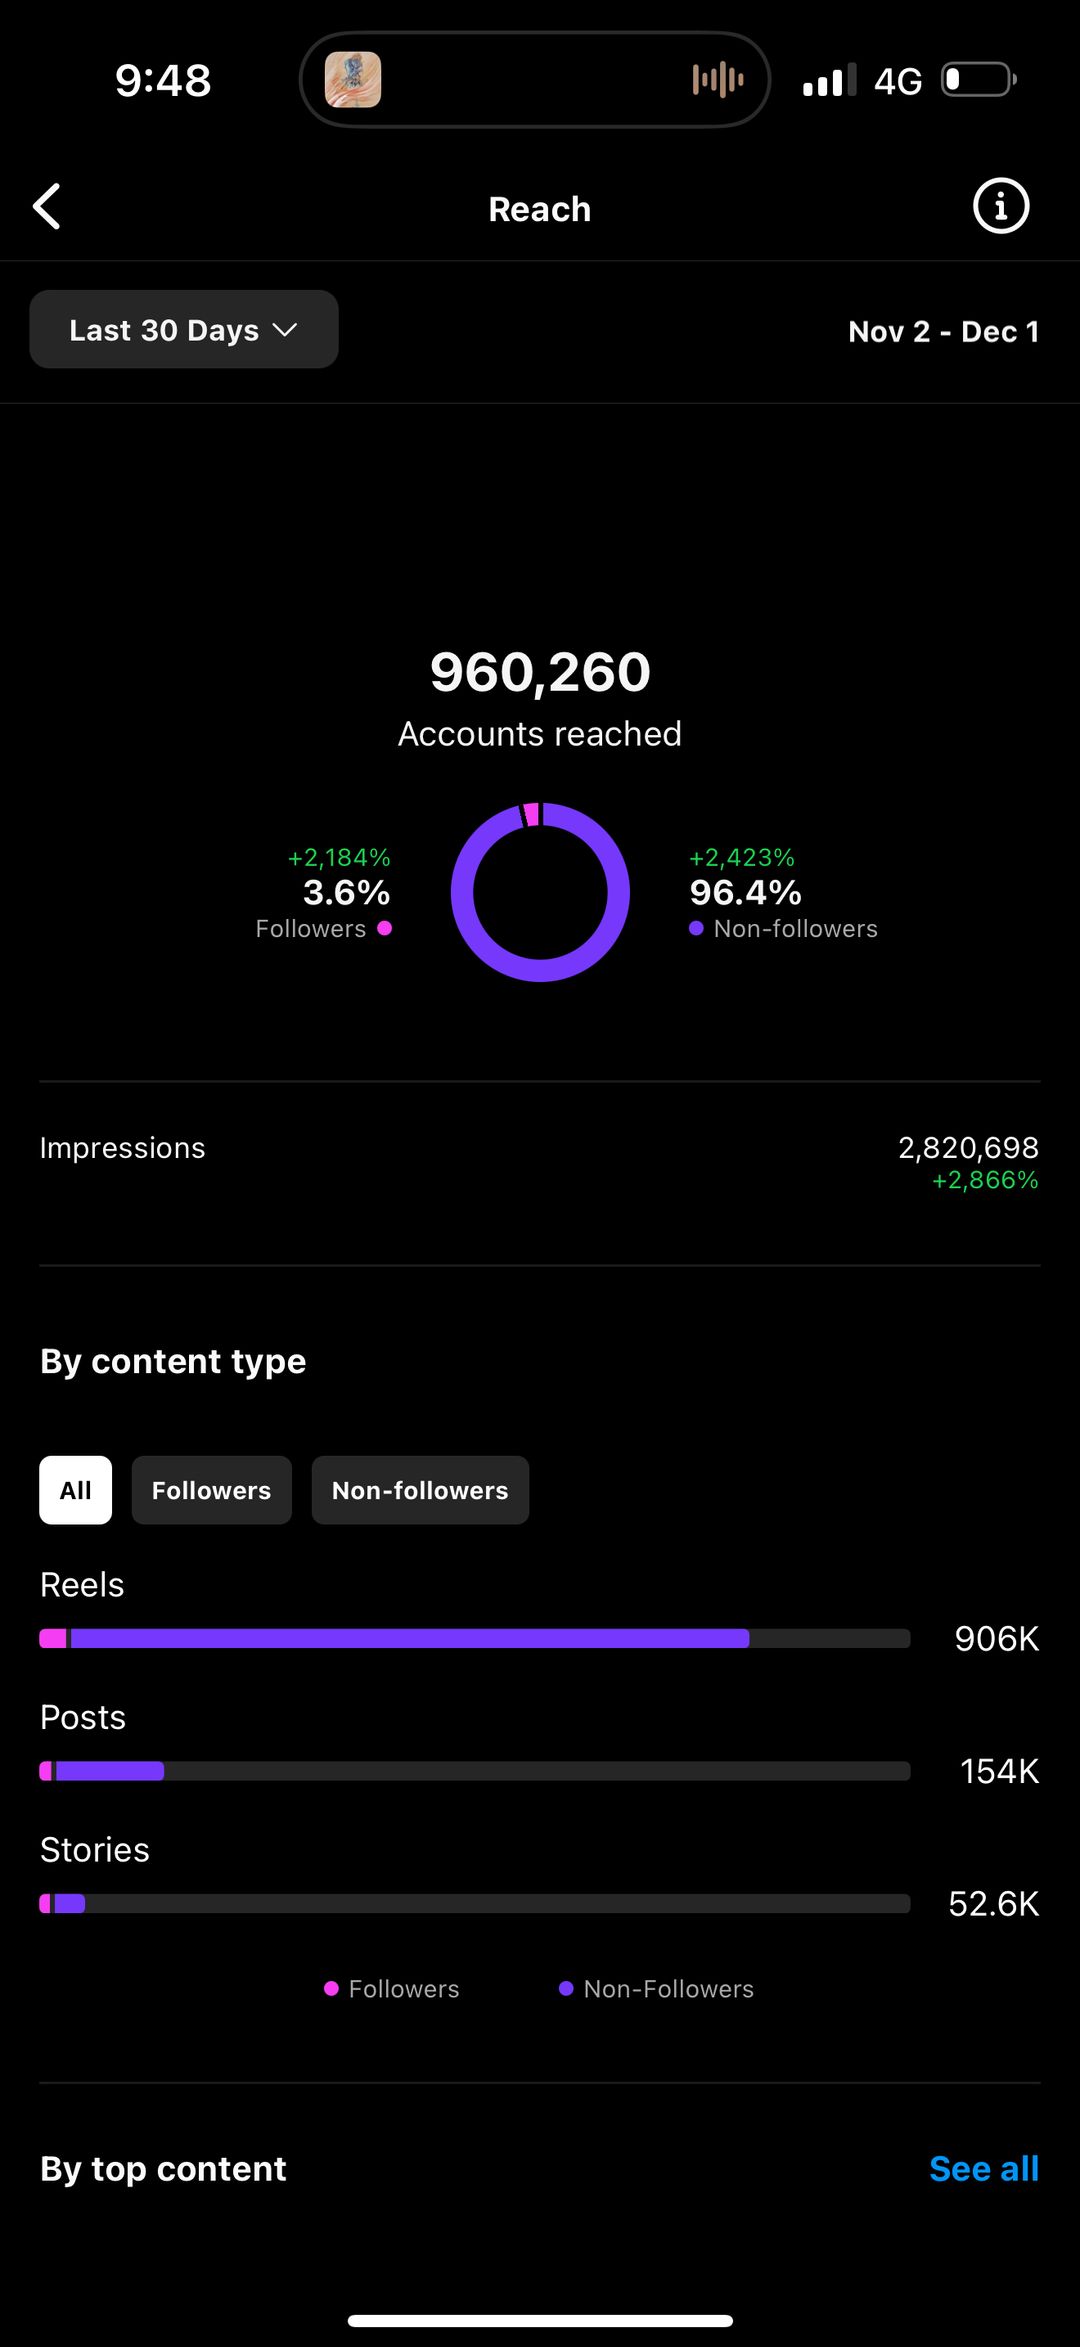 9:48
4G
Reach
Last 30 Days
Nov 2 - Dec 1
960,260
Accounts reached
+2,184%
3.6%
Followers
+2,423%
96.4%
Non-followers
Impressions
2,820,698
+2,866%
By content type
All
Followers
Non-followers
Reels
906K
Posts
154K
Stories
52.6K
Followers
Non-Followers
By top content
See all